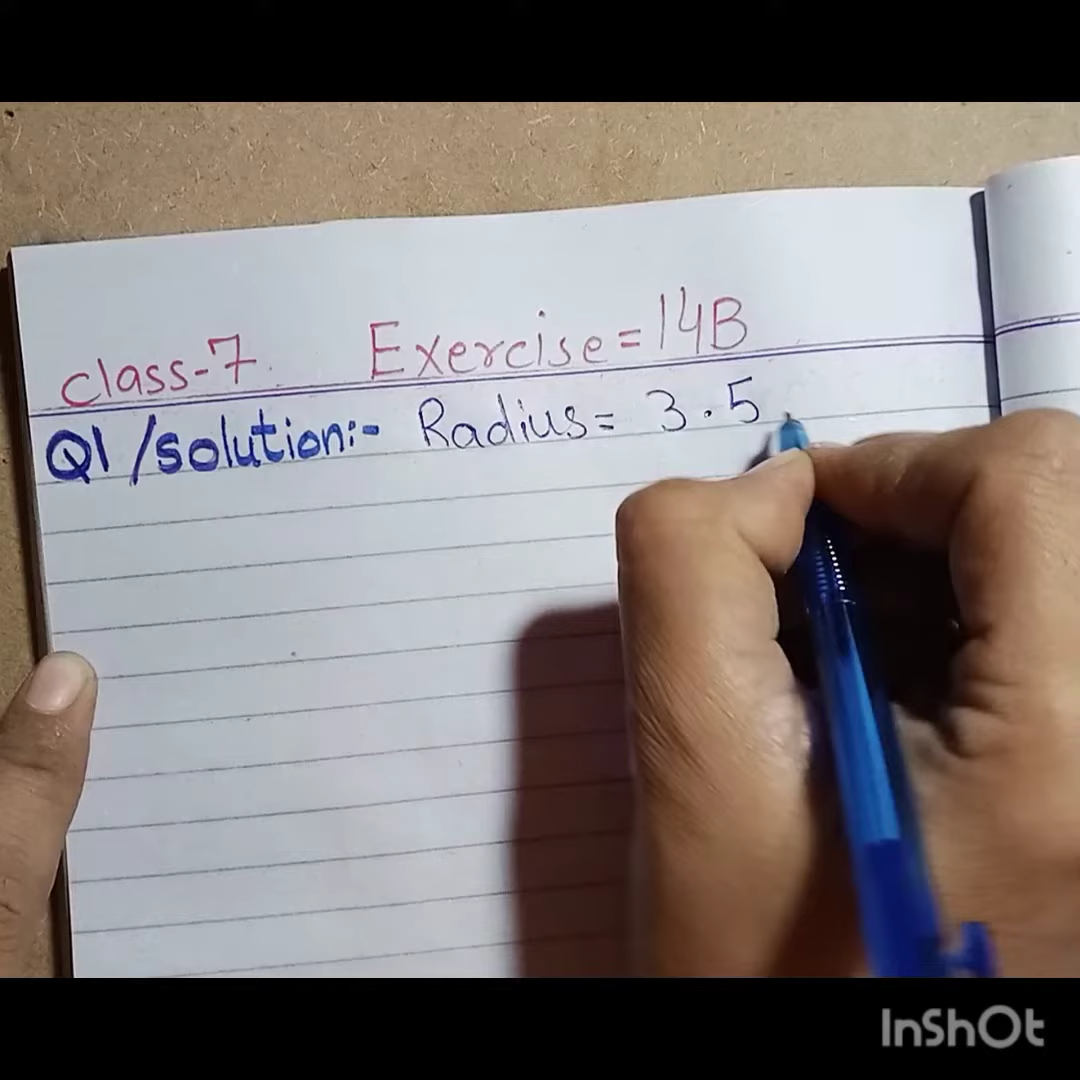 class-7. Exercise = 14B
Q1 /solution:- Radius = 3.5
InShOt